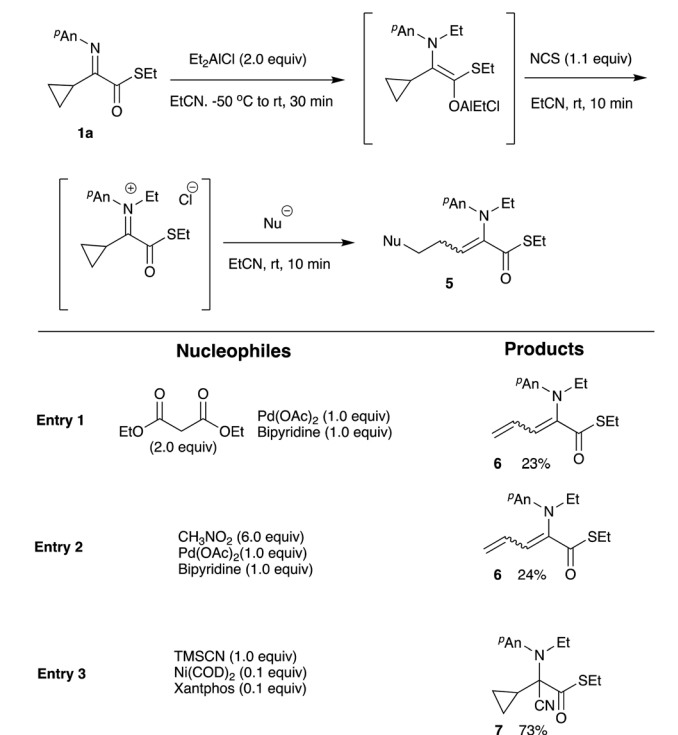 pAn
N
Et2AlCl (2.0 equiv)
SEt
EtCN. -50 ºC to rt, 30 min
O
1a
pAn
N
Et
SEt
OAlEtCl
NCS (1.1 equiv)
EtCN, rt, 10 min
pAn
⊕
N
Et
Cl ⊖
SEt
O
Nu ⊖
EtCN, rt, 10 min
pAn
N
Et
Nu
SEt
O
5
Nucleophiles
Products
Entry 1
O
O
EtO
OEt
(2.0 equiv)
Pd(OAc)2 (1.0 equiv)
Bipyridine (1.0 equiv)
pAn
N
Et
SEt
O
6 23%
Entry 2
CH3NO2 (6.0 equiv)
Pd(OAc)2(1.0 equiv)
Bipyridine (1.0 equiv)
pAn
N
Et
SEt
O
6 24%
Entry 3
TMSCN (1.0 equiv)
Ni(COD)2 (0.1 equiv)
Xantphos (0.1 equiv)
pAn
N
Et
SEt
CN
O
7 73%